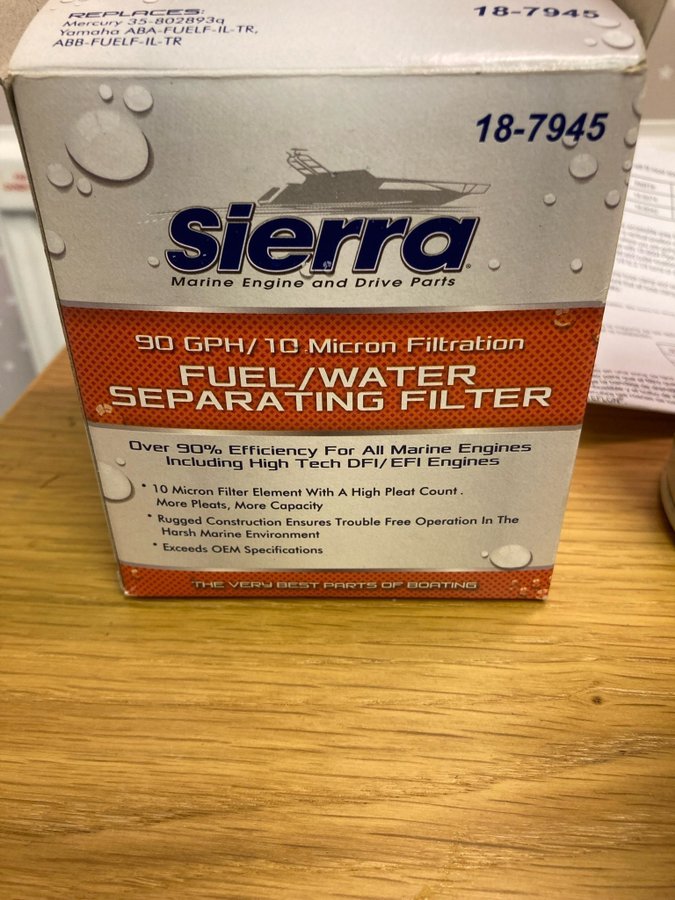 REPLACES:
Mercury 35-802893q
Yamaha ABA-FUELF-IL-TR,
ABB-FUELF-IL-TR
18-7945
18-7945
Sierra
Marine Engine and Drive Parts
90 GPH/10 Micron Filtration
FUEL/WATER
SEPARATING FILTER
Over 90% Efficiency For All Marine Engines
Including High Tech DFI/EFI Engines
• 10 Micron Filter Element With A High Pleat Count.
More Pleats, More Capacity
• Rugged Construction Ensures Trouble Free Operation In The
Harsh Marine Environment
• Exceeds OEM Specifications
THE VERY BEST PARTS OF BOATING